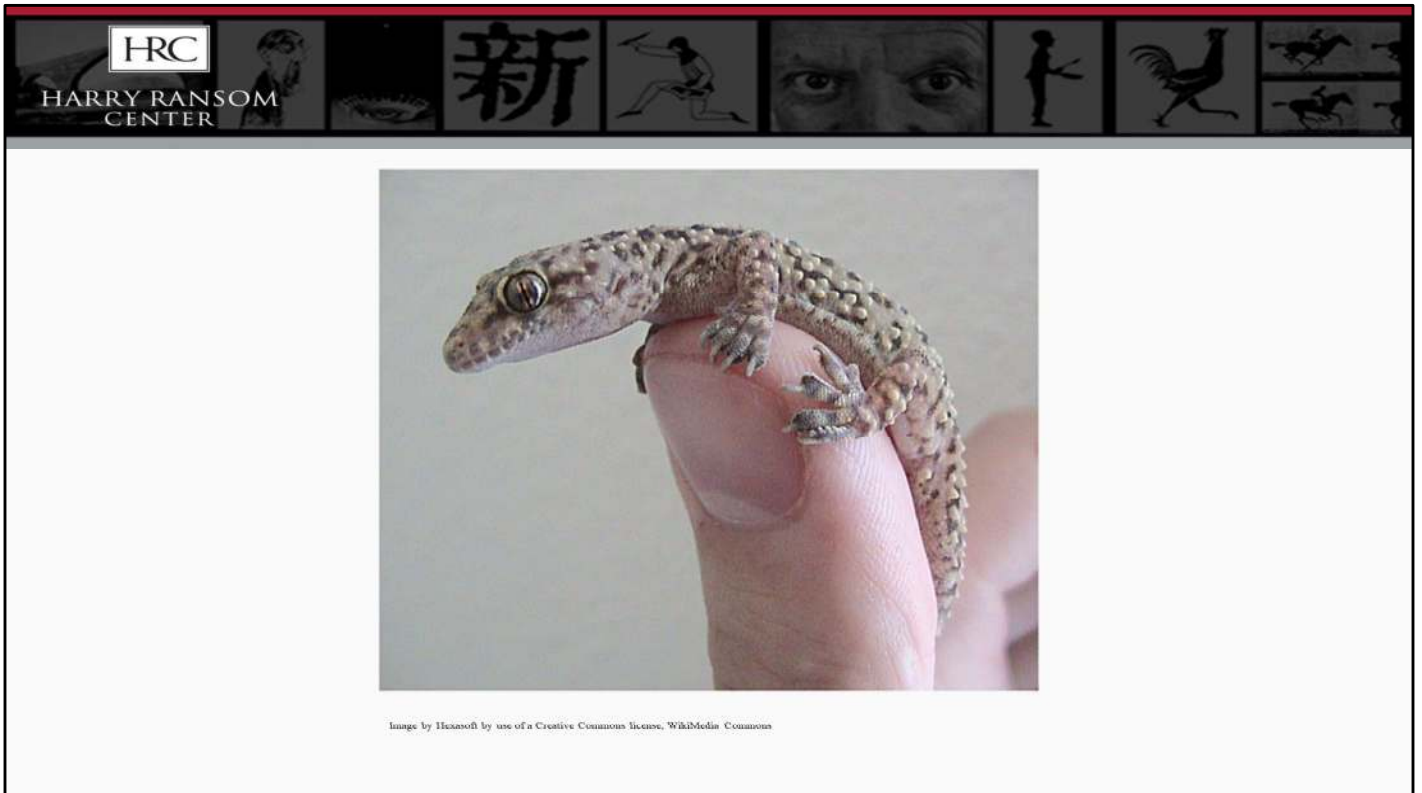 HRC
HARRY RANSOM
CENTER
新
Image by Hexasoft by use of a Creative Commons license, WikiMedia Commons